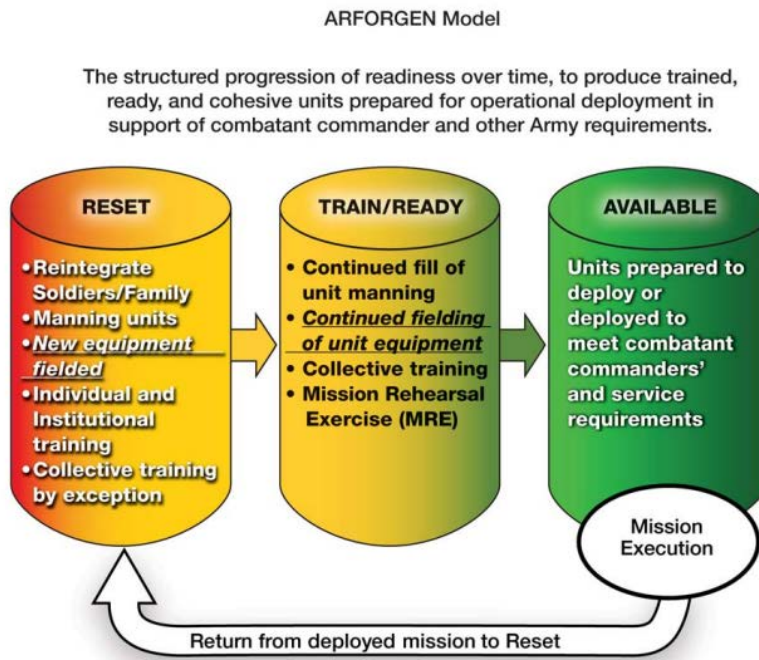 ARFORGEN Model
The structured progression of readiness over time, to produce trained,
ready, and cohesive units prepared for operational deployment in
support of combatant commander and other Army requirements.
RESET
•Reintegrate
Soldiers/Family
•Manning units
•New equipment
fielded
•Individual and
Institutional
training
•Collective training
by exception
TRAIN/READY
• Continued fill of
unit manning
• Continued fielding
of unit equipment
• Collective training
• Mission Rehearsal
Exercise (MRE)
AVAILABLE
Units prepared to
deploy or
deployed to
meet combatant
commanders'
and service
requirements
Mission
Execution
Return from deployed mission to Reset